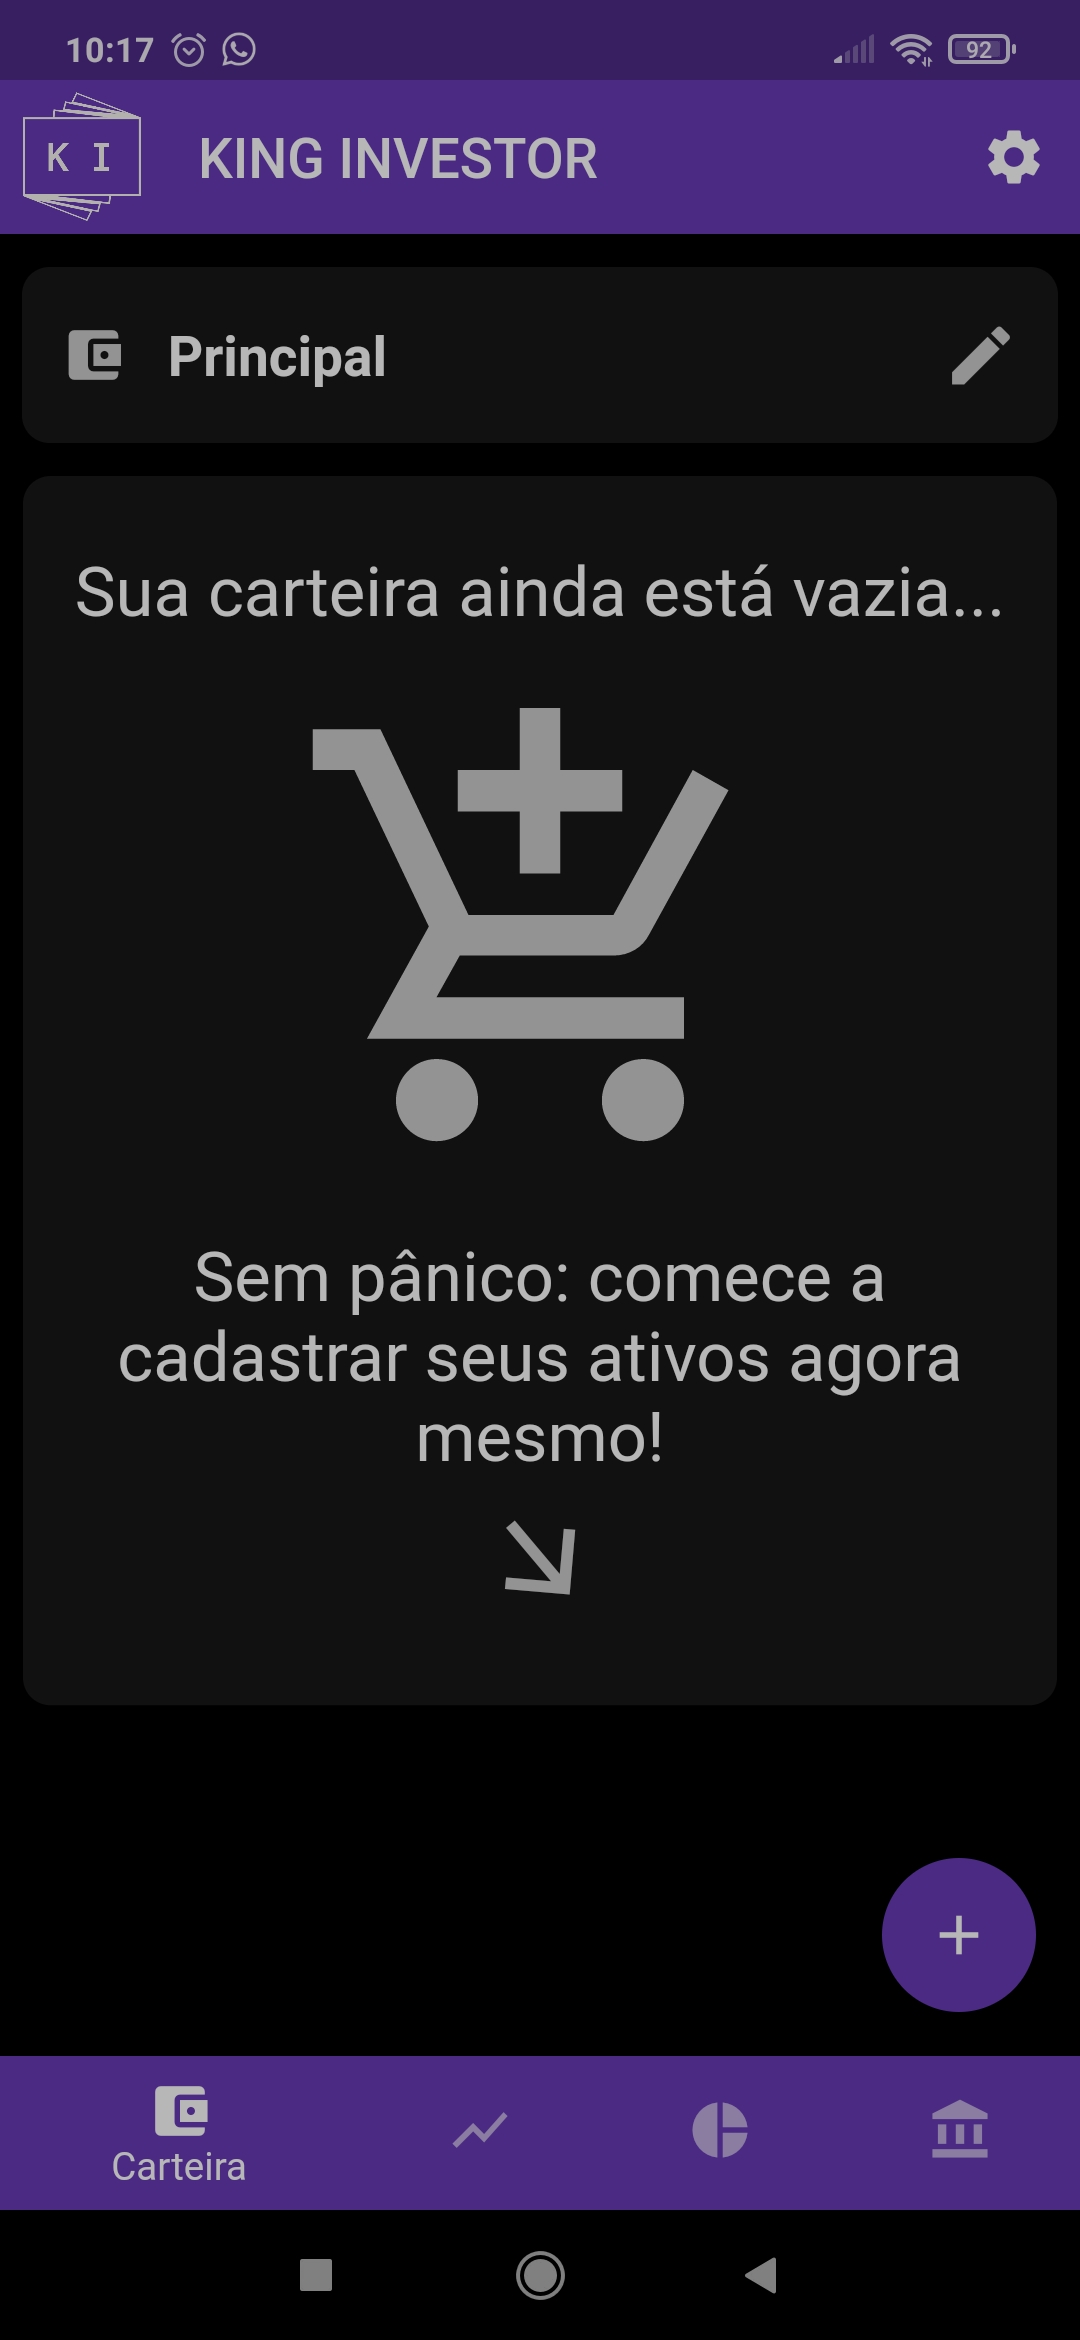 10:17
92
K I
KING INVESTOR
Principal
Sua carteira ainda está vazia...
Sem pânico: comece a
cadastrar seus ativos agora
mesmo!
Carteira